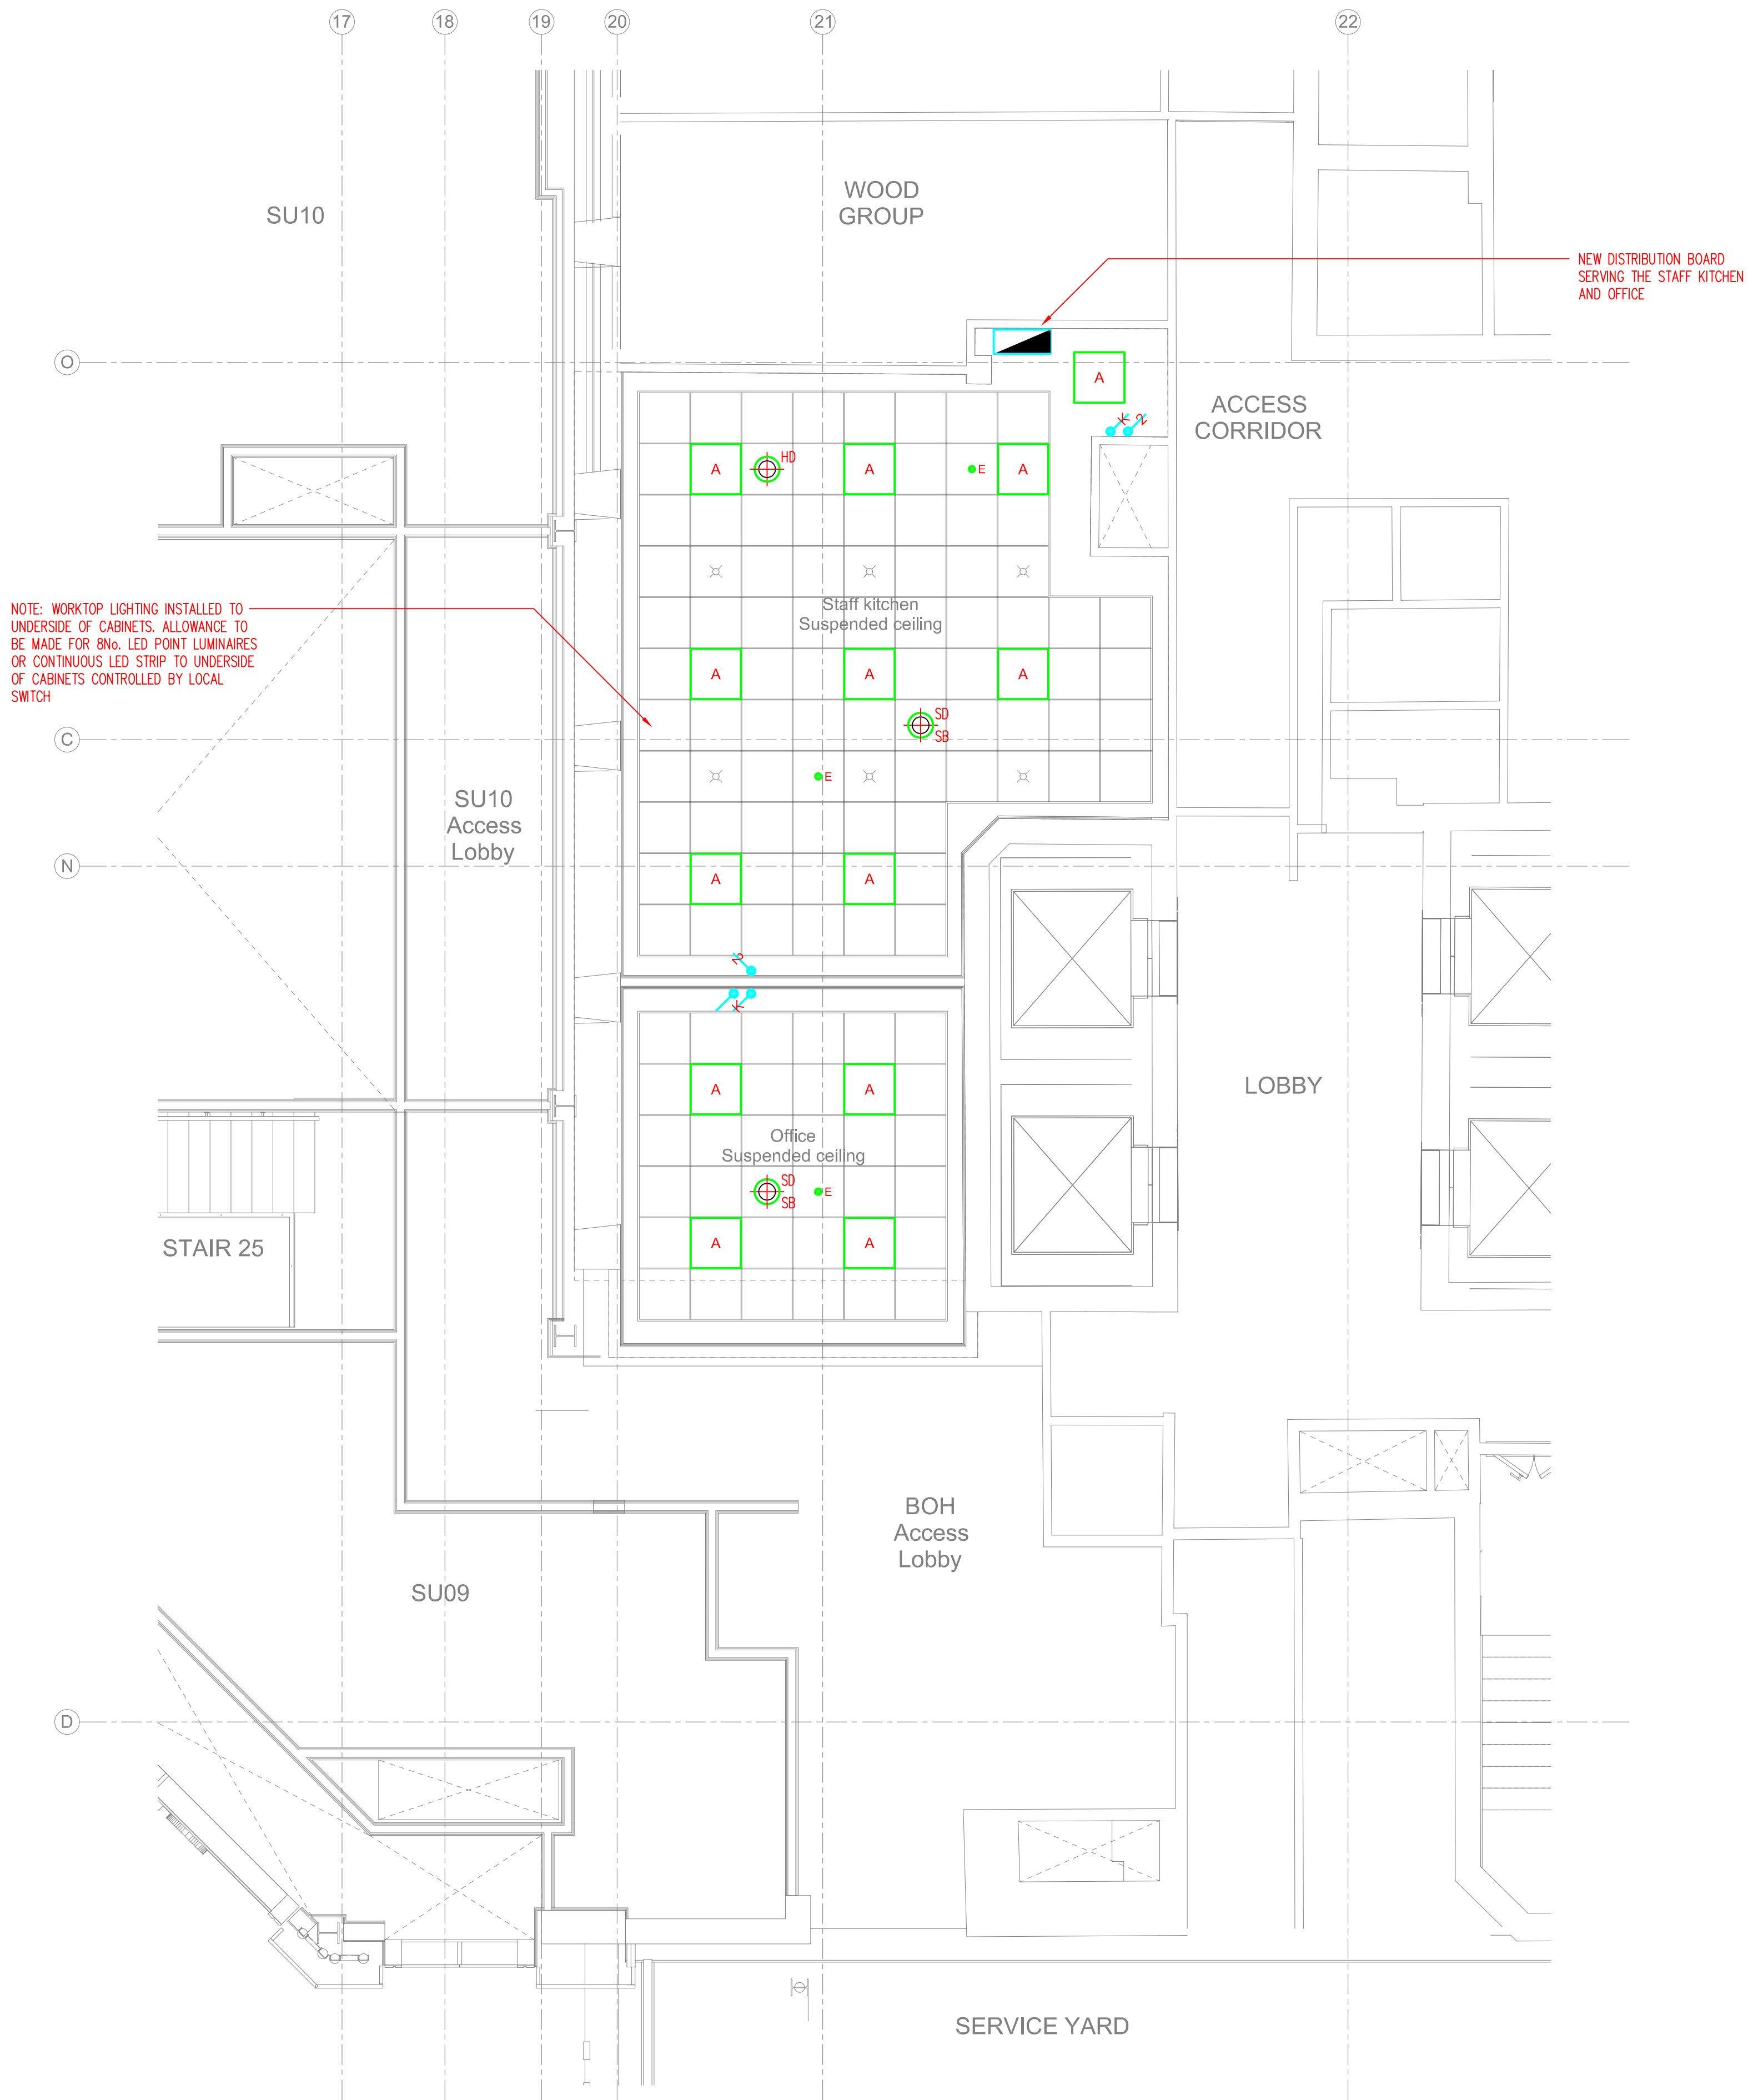 17
18
19
20
21
22
SU10
WOOD
GROUP
NEW DISTRIBUTION BOARD
SERVING THE STAFF KITCHEN
AND OFFICE
O
A
ACCESS
CORRIDOR
K 2
A
HD
A
E
A
NOTE: WORKTOP LIGHTING INSTALLED TO
UNDERSIDE OF CABINETS. ALLOWANCE TO
BE MADE FOR 8No. LED POINT LUMINAIRES
OR CONTINUOUS LED STRIP TO UNDERSIDE
OF CABINETS CONTROLLED BY LOCAL
SWITCH
Staff kitchen
Suspended ceiling
A
A
A
SD
SB
C
E
SU10
Access
Lobby
N
A
A
2
K
A
A
LOBBY
Office
Suspended ceiling
SD
SB
E
STAIR 25
A
A
BOH
Access
Lobby
SU09
D
SERVICE YARD